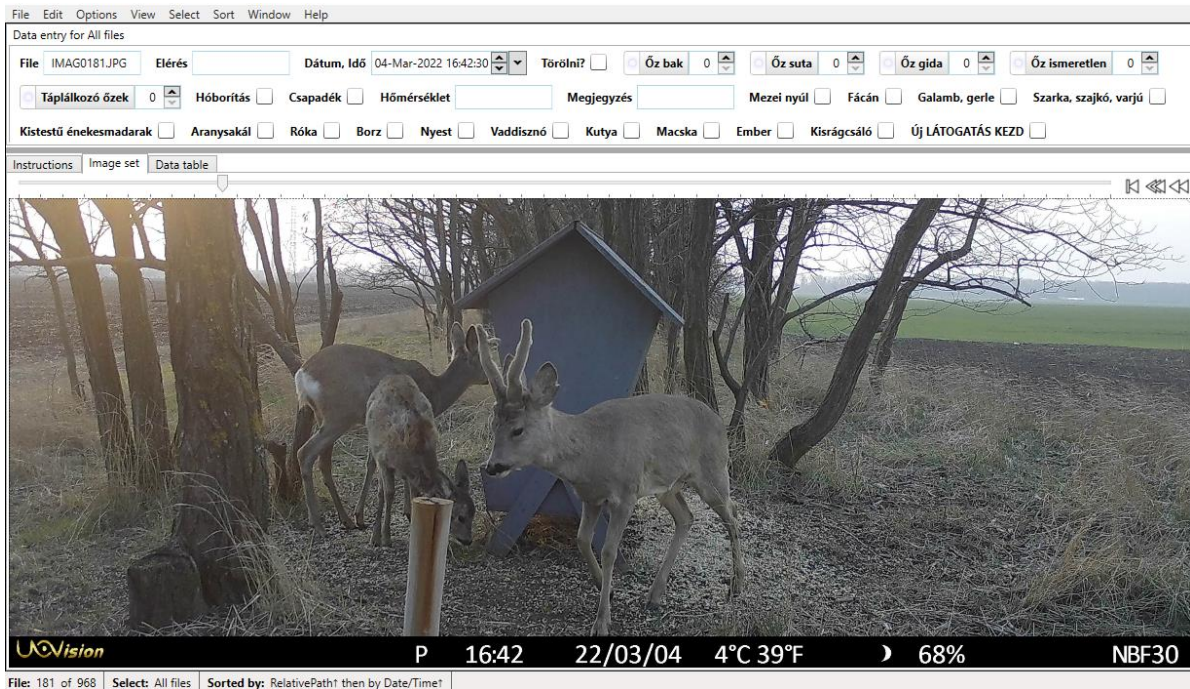 File Edit Options View Select Sort Window Help
Data entry for All files
File IMAG0181.JPG Elérés Dátum, Idő 04-Mar-2022 16:42:30 Törölni? Őz bak 0 Őz suta 0 Őz gida 0 Őz ismeretlen 0
Táplálkozó őzek 0 Hóborítás Csapadék Hőmérséklet Megjegyzés Mezei nyúl Fácán Galamb, gerle Szarka, szajkó, varjú
Kistestű énekesmadarak Aranysakál Róka Borz Nyest Vaddisznó Kutya Macska Ember Kisrágcsáló Új LÁTOGATÁS KEZD
Instructions Image set Data table
UOVision P 16:42 22/03/04 4°C 39°F 68% NBF30
File: 181 of 968 Select: All files Sorted by: RelativePath↑ then by Date/Time↑